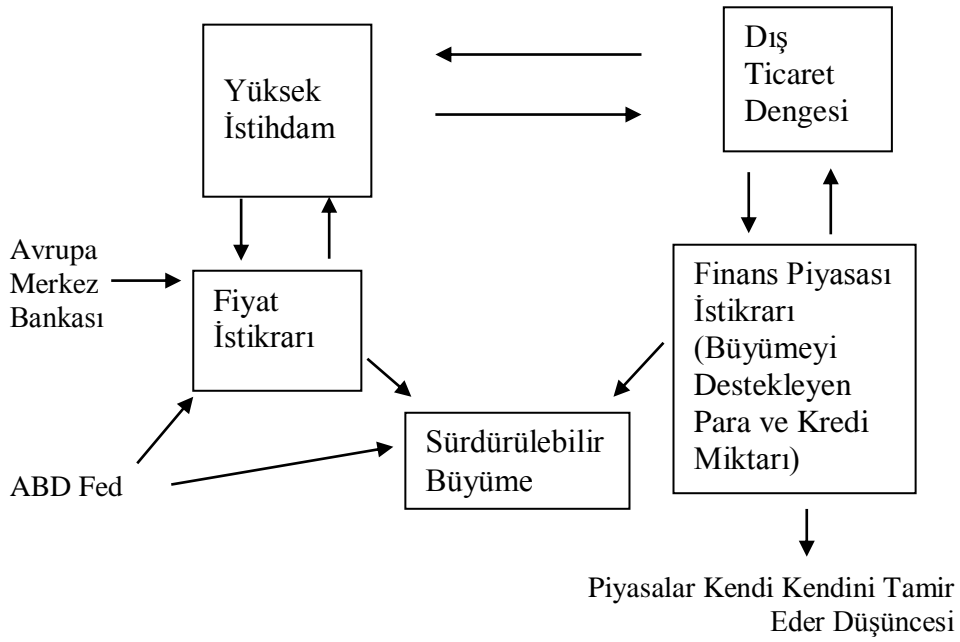 Yüksek
İstihdam
Dış
Ticaret
Dengesi
Avrupa
Merkez
Bankası
Fiyat
İstikrarı
Finans Piyasası
İstikrarı
(Büyümeyi
Destekleyen
Para ve Kredi
Miktarı)
Sürdürülebilir
Büyüme
ABD Fed
Piyasalar Kendi Kendini Tamir
Eder Düşüncesi